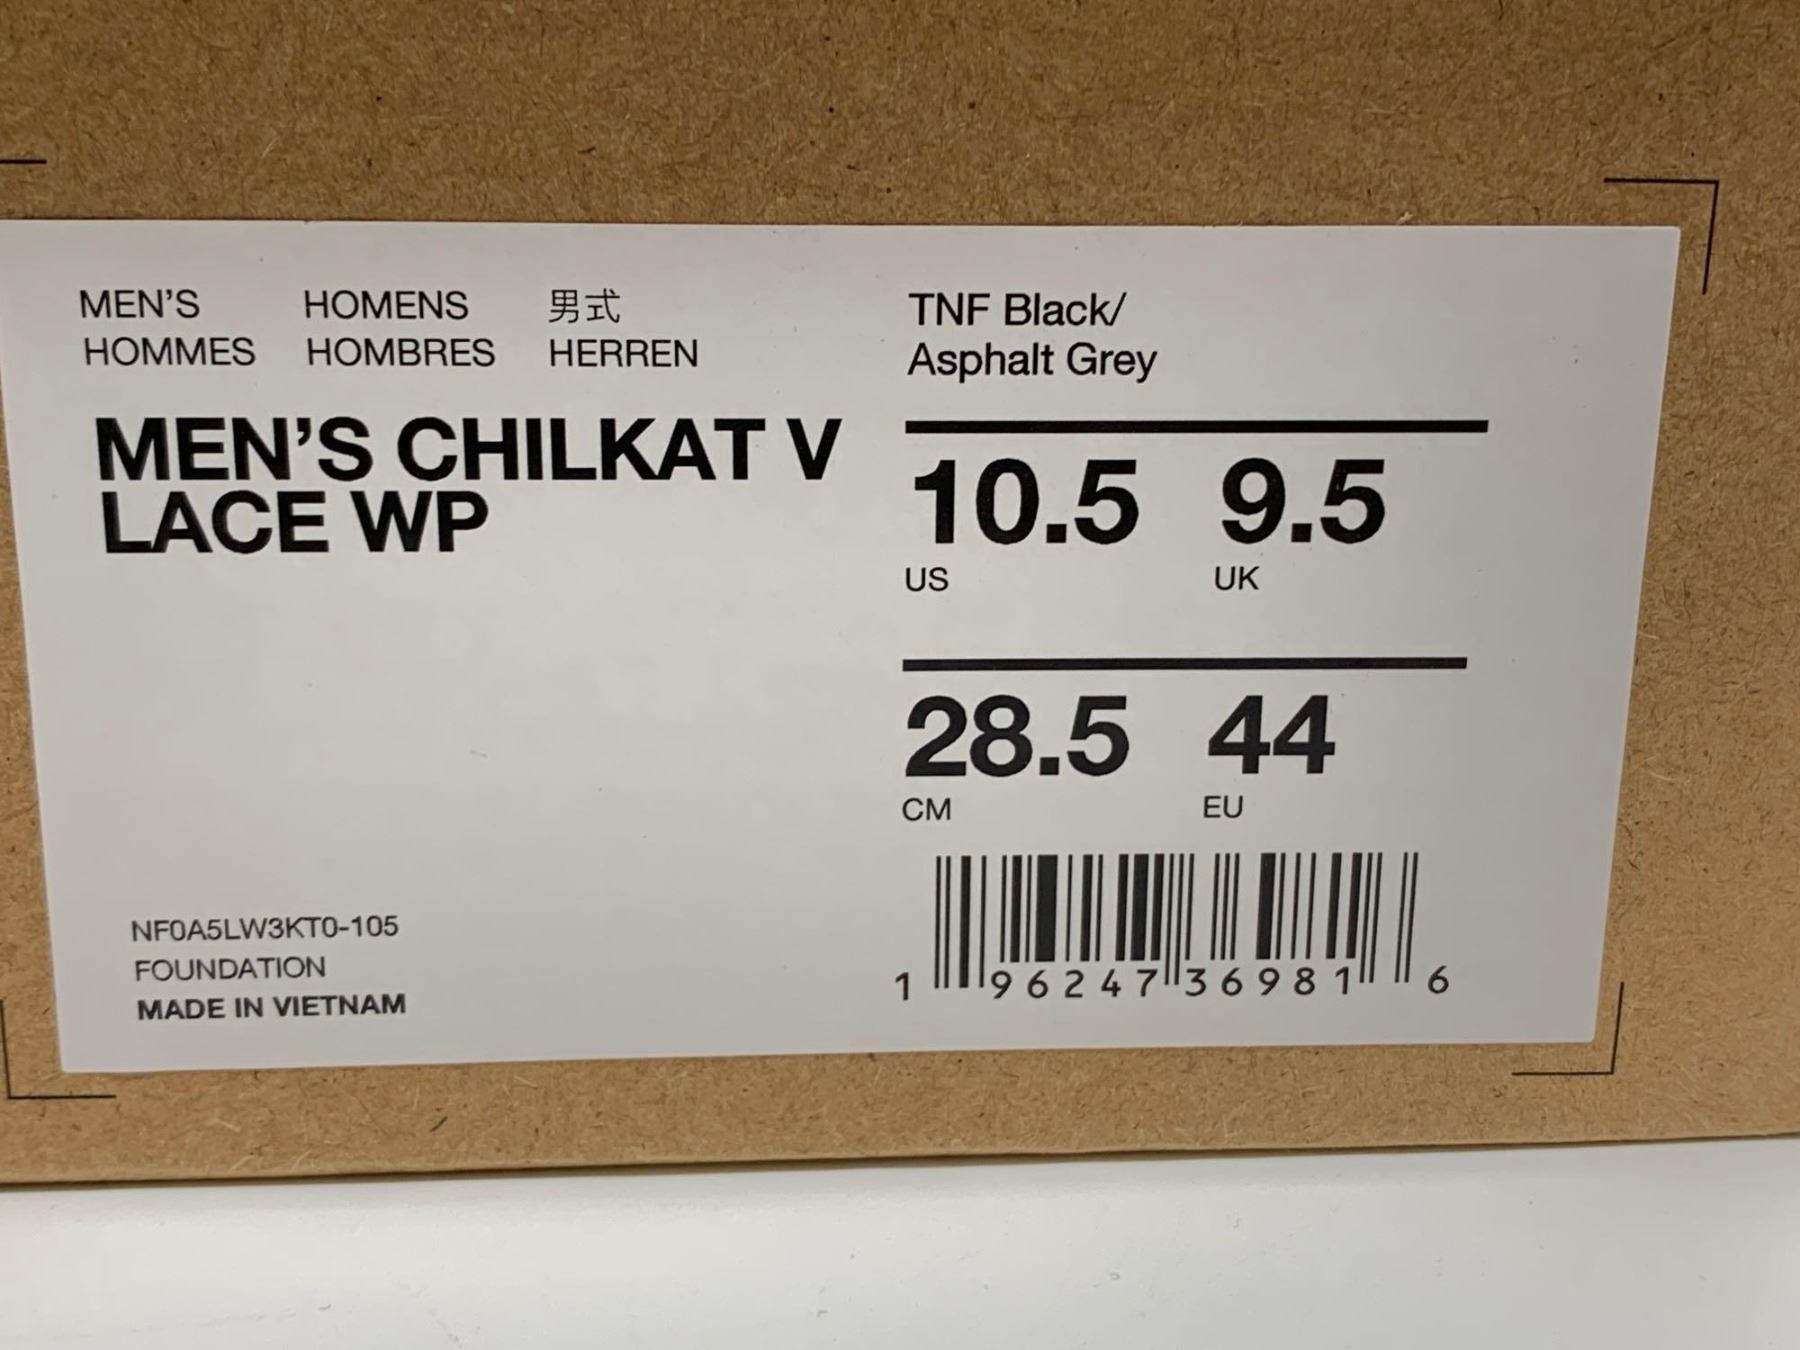 MEN'S HOMENS 男式
HOMMES HOMBRES HERREN
MEN'S CHILKAT V
LACE WP
NF0A5LW3KT0-105
FOUNDATION
MADE IN VIETNAM
TNF Black/
Asphalt Grey
10.5 9.5
US UK
28.5 44
CM EU
1 96247 36981 6